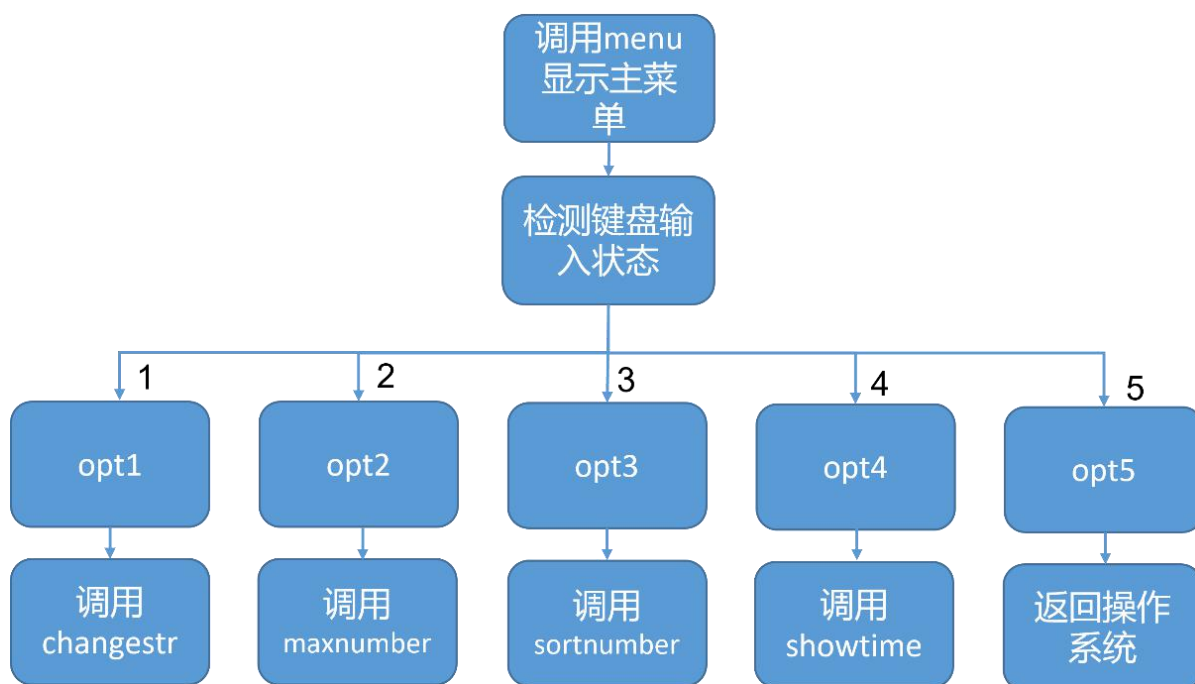 调用menu
显示主菜
单
检测键盘输
入状态
1
2
3
4
5
opt1
opt2
opt3
opt4
opt5
调用
changestr
调用
maxnumber
调用
sortnumber
调用
showtime
返回操作
系统